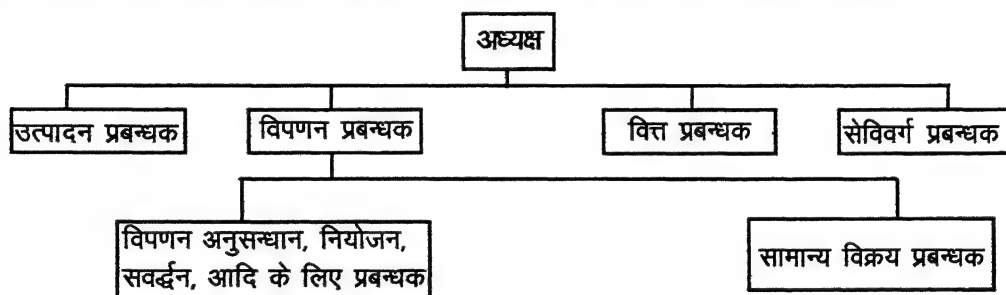 अध्यक्ष
उत्पादन प्रबन्धक
विपणन प्रबन्धक
वित्त प्रबन्धक
सेविवर्ग प्रबन्धक
विपणन अनुसन्धान, नियोजन,
सवर्द्धन, आदि के लिए प्रबन्धक
सामान्य विक्रय प्रबन्धक